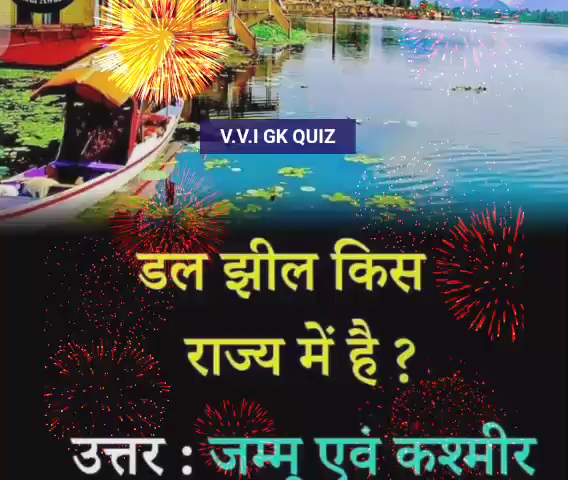 V.V.I GK QUIZ
डल झील किस
राज्य में है ?
उत्तर : जम्मू एवं कश्मीर